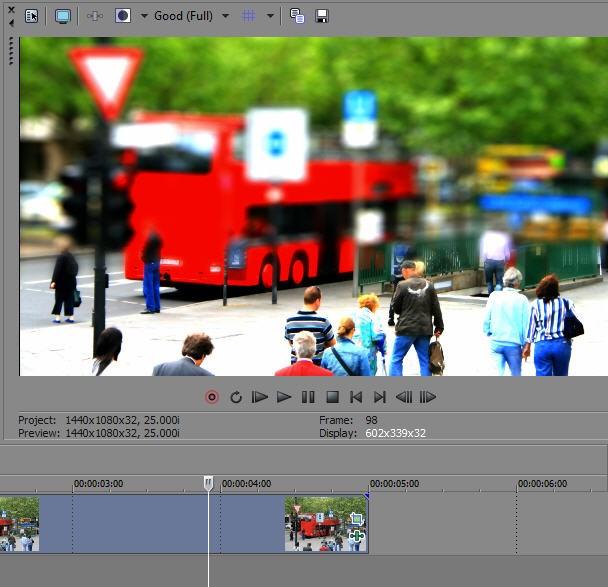 Good (Full)
Project: 1440x1080x32, 25.000i Frame: 98
Preview: 1440x1080x32, 25.000i Display: 602x339x32
00:00:03:00 00:00:04:00 00:00:05:00 00:00:06:00